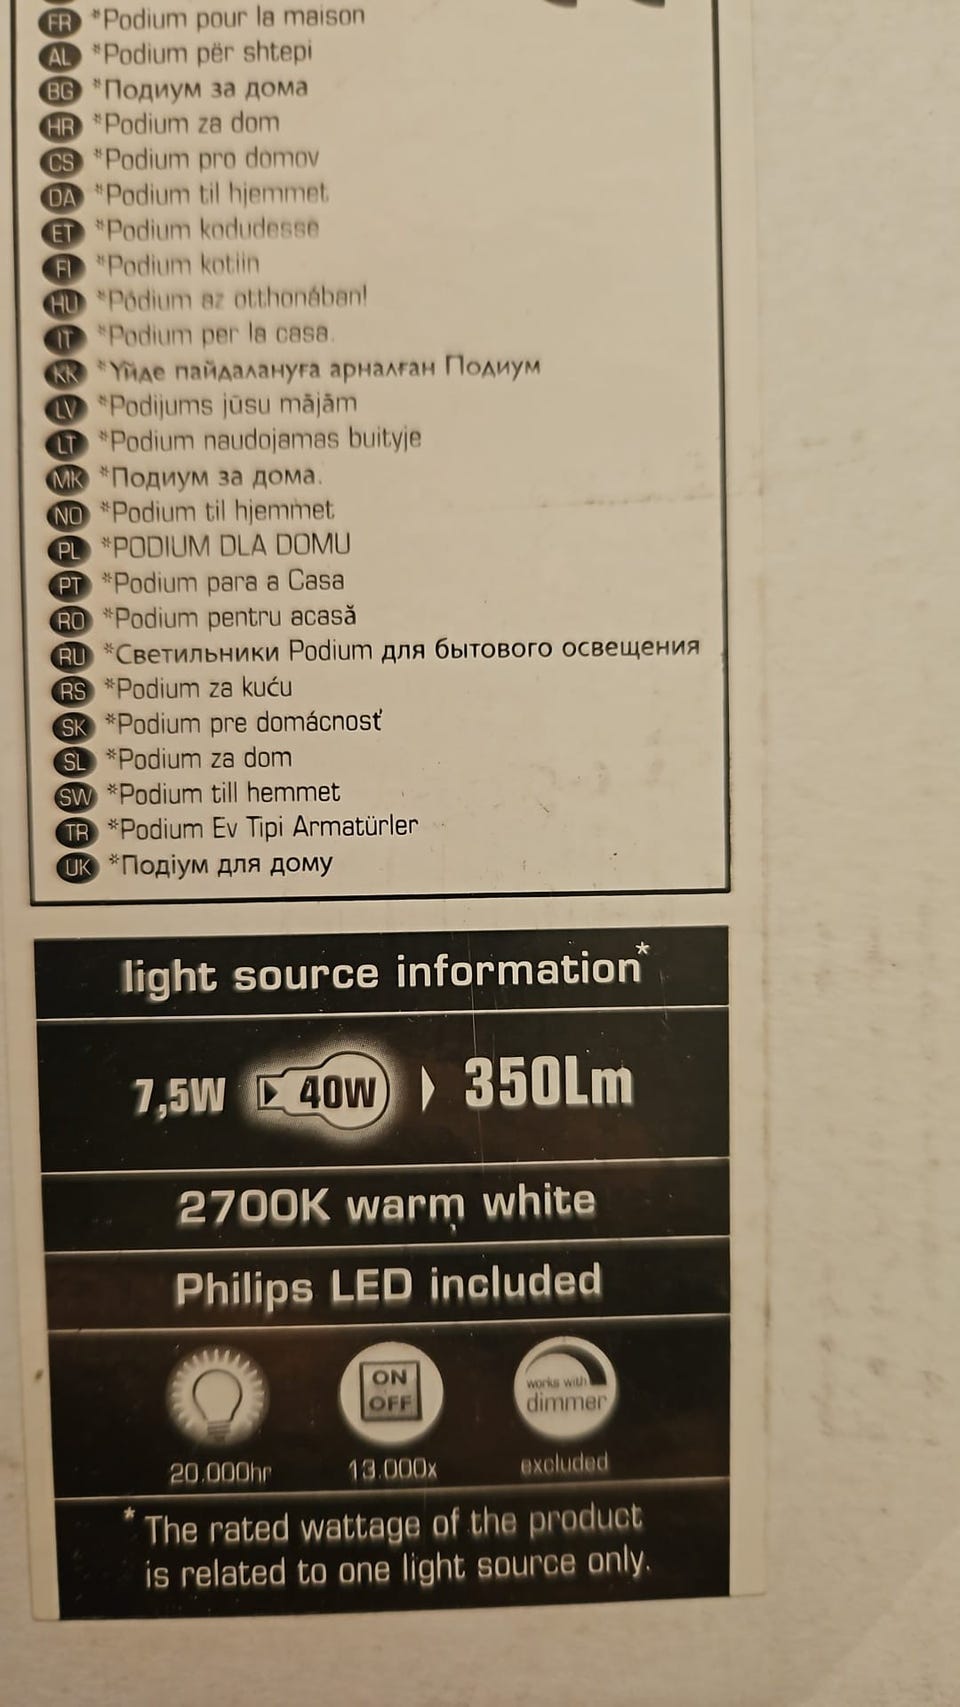 FR *Podium pour la maison
AL *Podium për shtepi
BG *Подиум за дома
HR *Podium za dom
CS *Podium pro domov
DA *Podium til hjemmet
ET *Podium kodudesse
FI *Podium kotiin
HU *Pódium az otthonában!
IT *Podium per la casa.
KK *Үйде пайдалануға арналған Подиум
LV *Podijums jūsu mājām
LT *Podium naudojamas buityje
MK *Подиум за дома.
NO *Podium til hjemmet
PL *PODIUM DLA DOMU
PT *Podium para a Casa
RO *Podium pentru acasă
RU *Светильники Podium для бытового освещения
RS *Podium za kuću
SK *Podium pre domácnosť
SL *Podium za dom
SW *Podium till hemmet
TR *Podium Ev Tipi Armatürler
UK *Подіум для дому
light source information*
7,5W 40W 350Lm
2700K warm white
Philips LED included
ON
OFF
works with
dimmer
20.000hr 13.000x excluded
* The rated wattage of the product
is related to one light source only.